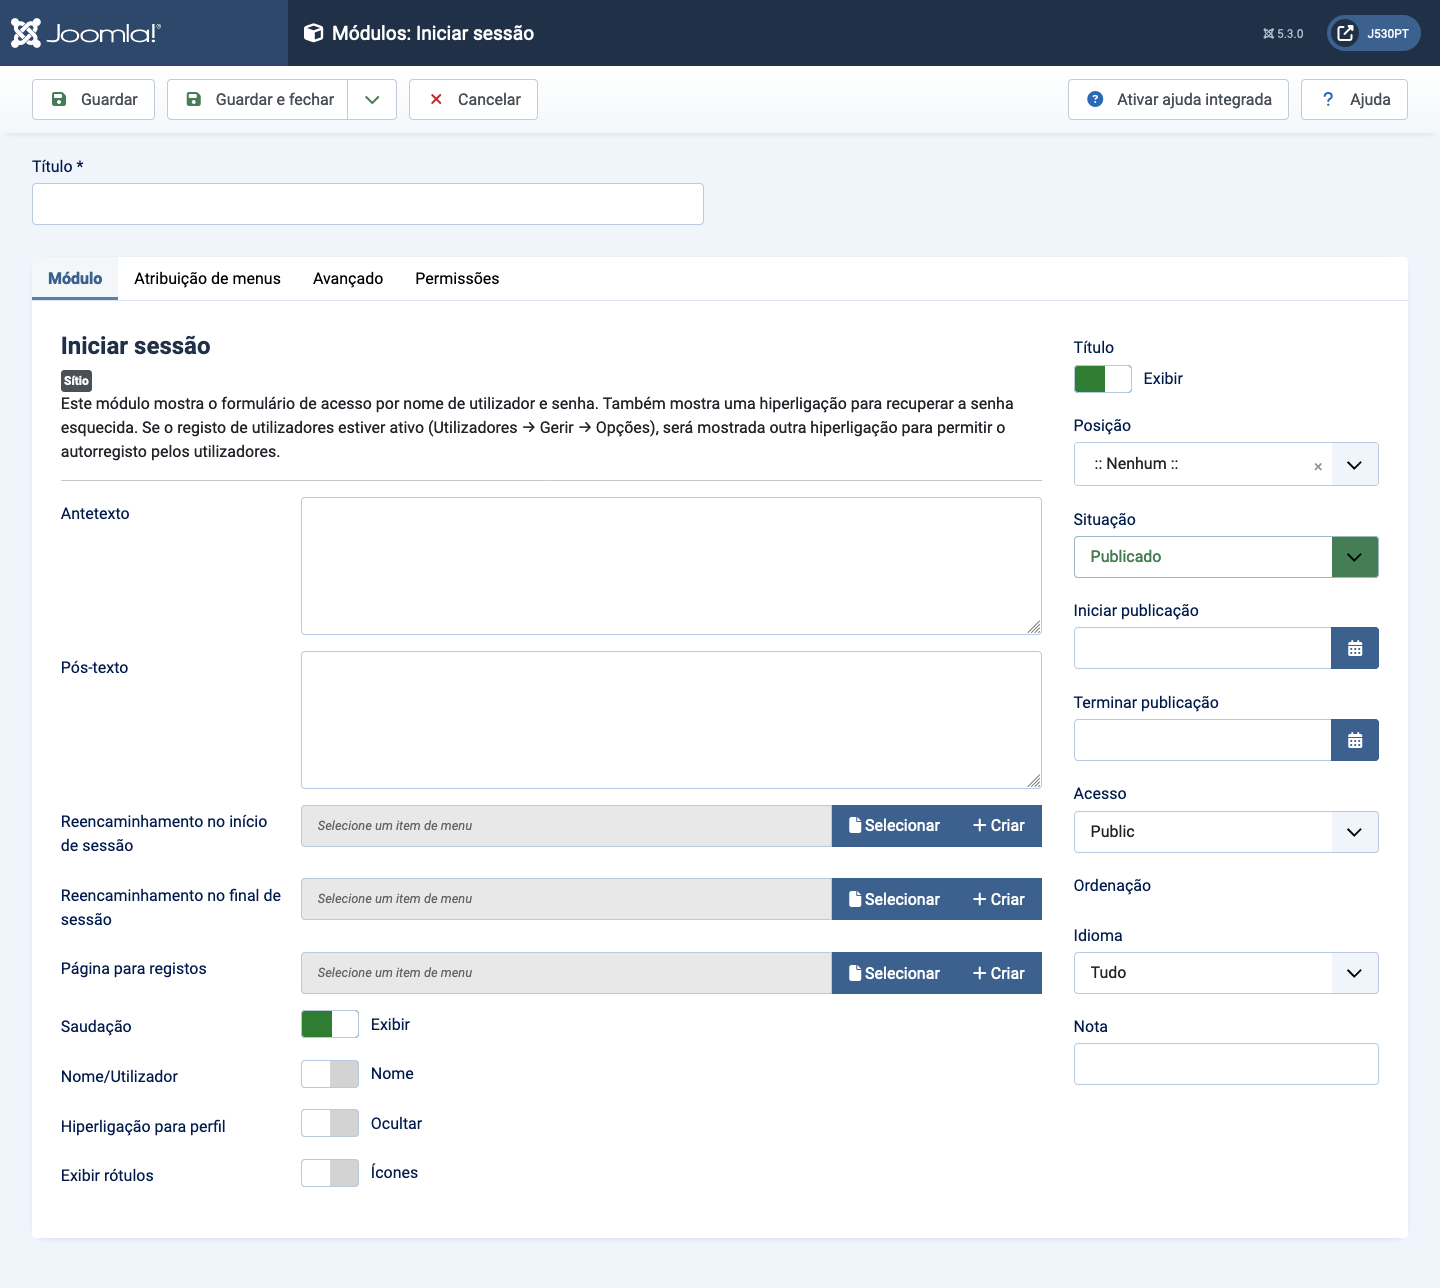 Joomla!®
Módulos: Iniciar sessão
5.3.0
J530PT
Guardar
Guardar e fechar
Cancelar
Ativar ajuda integrada
? Ajuda
Título *
Módulo
Atribuição de menus
Avançado
Permissões
Iniciar sessão
Sítio
Este módulo mostra o formulário de acesso por nome de utilizador e senha. Também mostra uma hiperligação para recuperar a senha
esquecida. Se o registo de utilizadores estiver ativo (Utilizadores → Gerir → Opções), será mostrada outra hiperligação para permitir o
autorregisto pelos utilizadores.
Antetexto
Pós-texto
Reencaminhamento no início
de sessão
Selecione um item de menu
Selecionar
+ Criar
Reencaminhamento no final de
sessão
Selecione um item de menu
Selecionar
+ Criar
Página para registos
Selecione um item de menu
Selecionar
+ Criar
Saudação
Exibir
Nome/Utilizador
Nome
Hiperligação para perfil
Ocultar
Exibir rótulos
Ícones
Título
Exibir
Posição
:: Nenhum ::
×
Situação
Publicado
Iniciar publicação
Terminar publicação
Acesso
Public
Ordenação
Idioma
Tudo
Nota